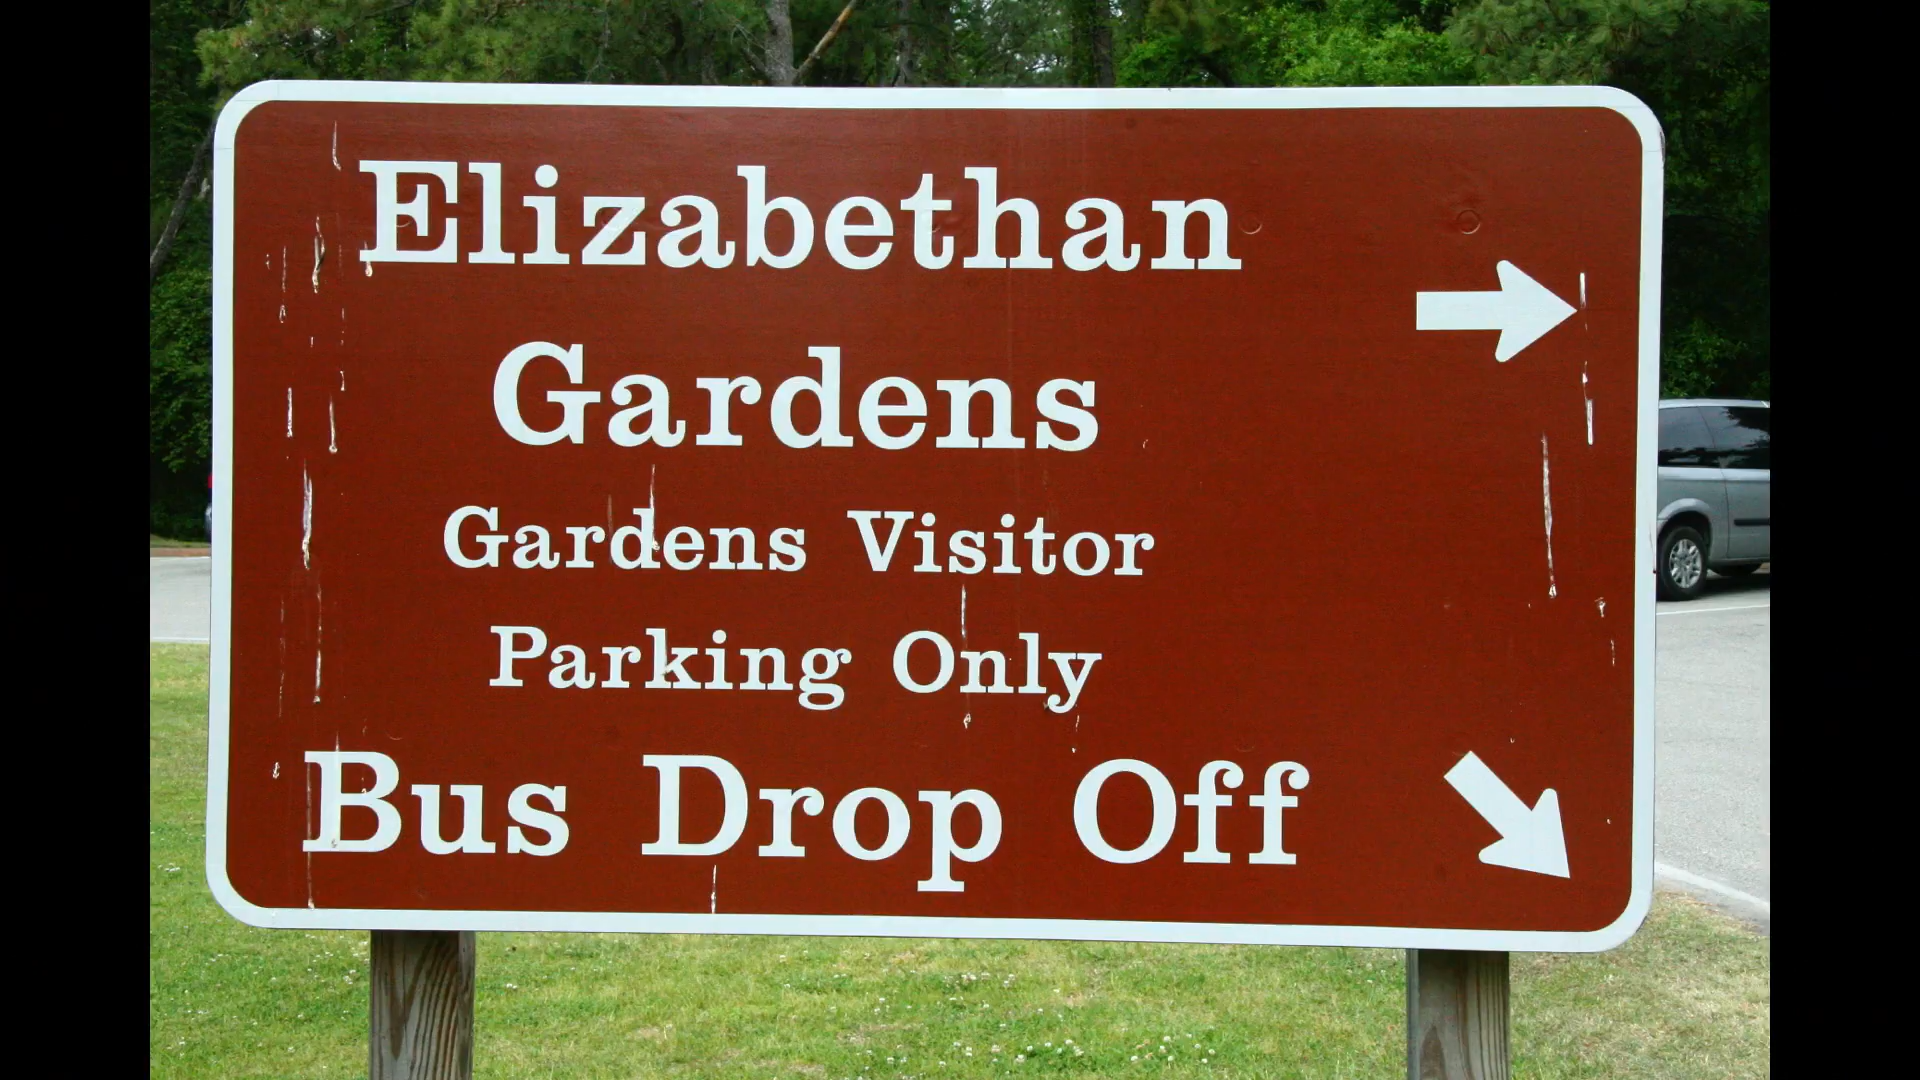 Elizabethan
Gardens
Gardens Visitor
Parking Only
Bus Drop Off